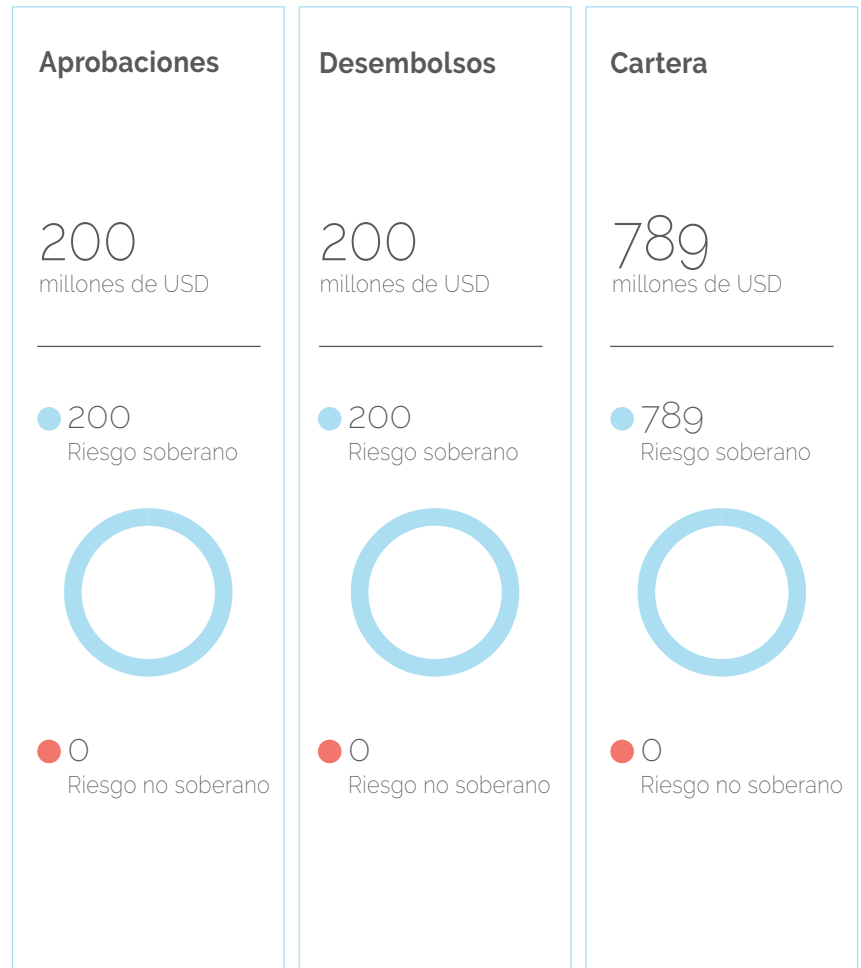 Aprobaciones
200
millones de USD
200
Riesgo soberano
0
Riesgo no soberano
Desembolsos
200
millones de USD
200
Riesgo soberano
0
Riesgo no soberano
Cartera
789
millones de USD
789
Riesgo soberano
0
Riesgo no soberano